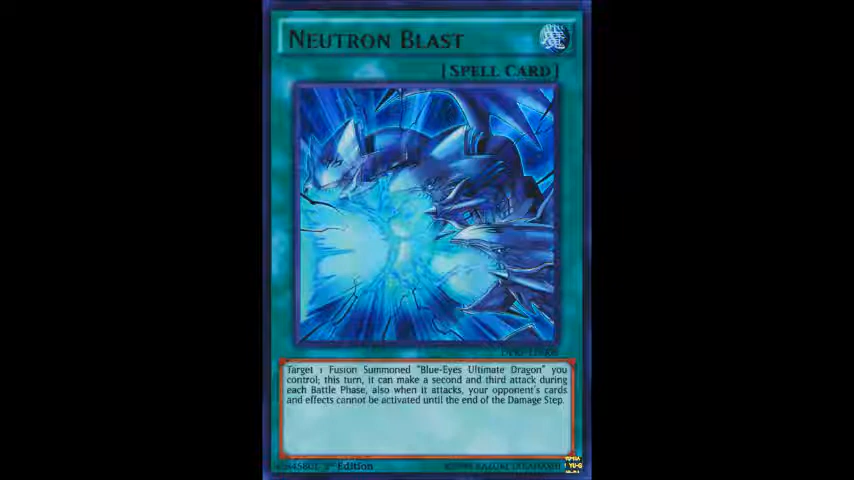 NEUTRON BLAST
[SPELL CARD]
Target 1 Fusion Summoned "Blue-Eyes Ultimate Dragon" you
control; this turn, it can make a second and third attack during
each Battle Phase, also when it attacks, your opponent's cards
and effects cannot be activated until the end of the Damage Step.
1st Edition